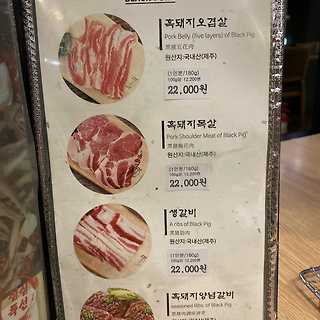 흑돼지오겹살
Pork Belly (five layers) of Black Pig
黑猪五花肉
원산지:국내산(제주)
(1인분/180g)
100g당 12,200원
22,000원
흑돼지목살
Pork Shoulder Meat of Black Pig
黑猪梅花肉
원산지:국내산(제주)
(1인분/180g)
100g당 12,200원
22,000원
생갈비
A ribs of Black Pig
黑猪肋肉
원산지:국내산(제주)
(1인분/180g)
100g당 12,200원
22,000원
흑돼지양념갈비
seasoned Ribs of Black Pig